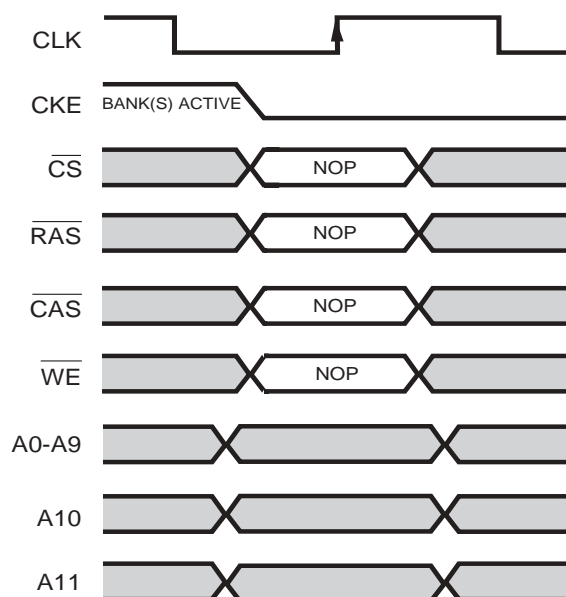 CLK
CKE BANK(S) ACTIVE
CS NOP
RAS NOP
CAS NOP
WE NOP
A0-A9
A10
A11